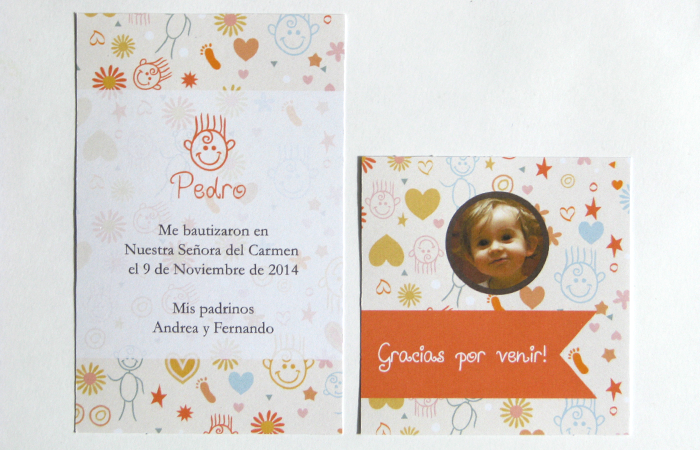 Pedro
Me bautizaron en
Nuestra Señora del Carmen
el 9 de Noviembre de 2014
Mis padrinos
Andrea y Fernando
Gracias por venir!